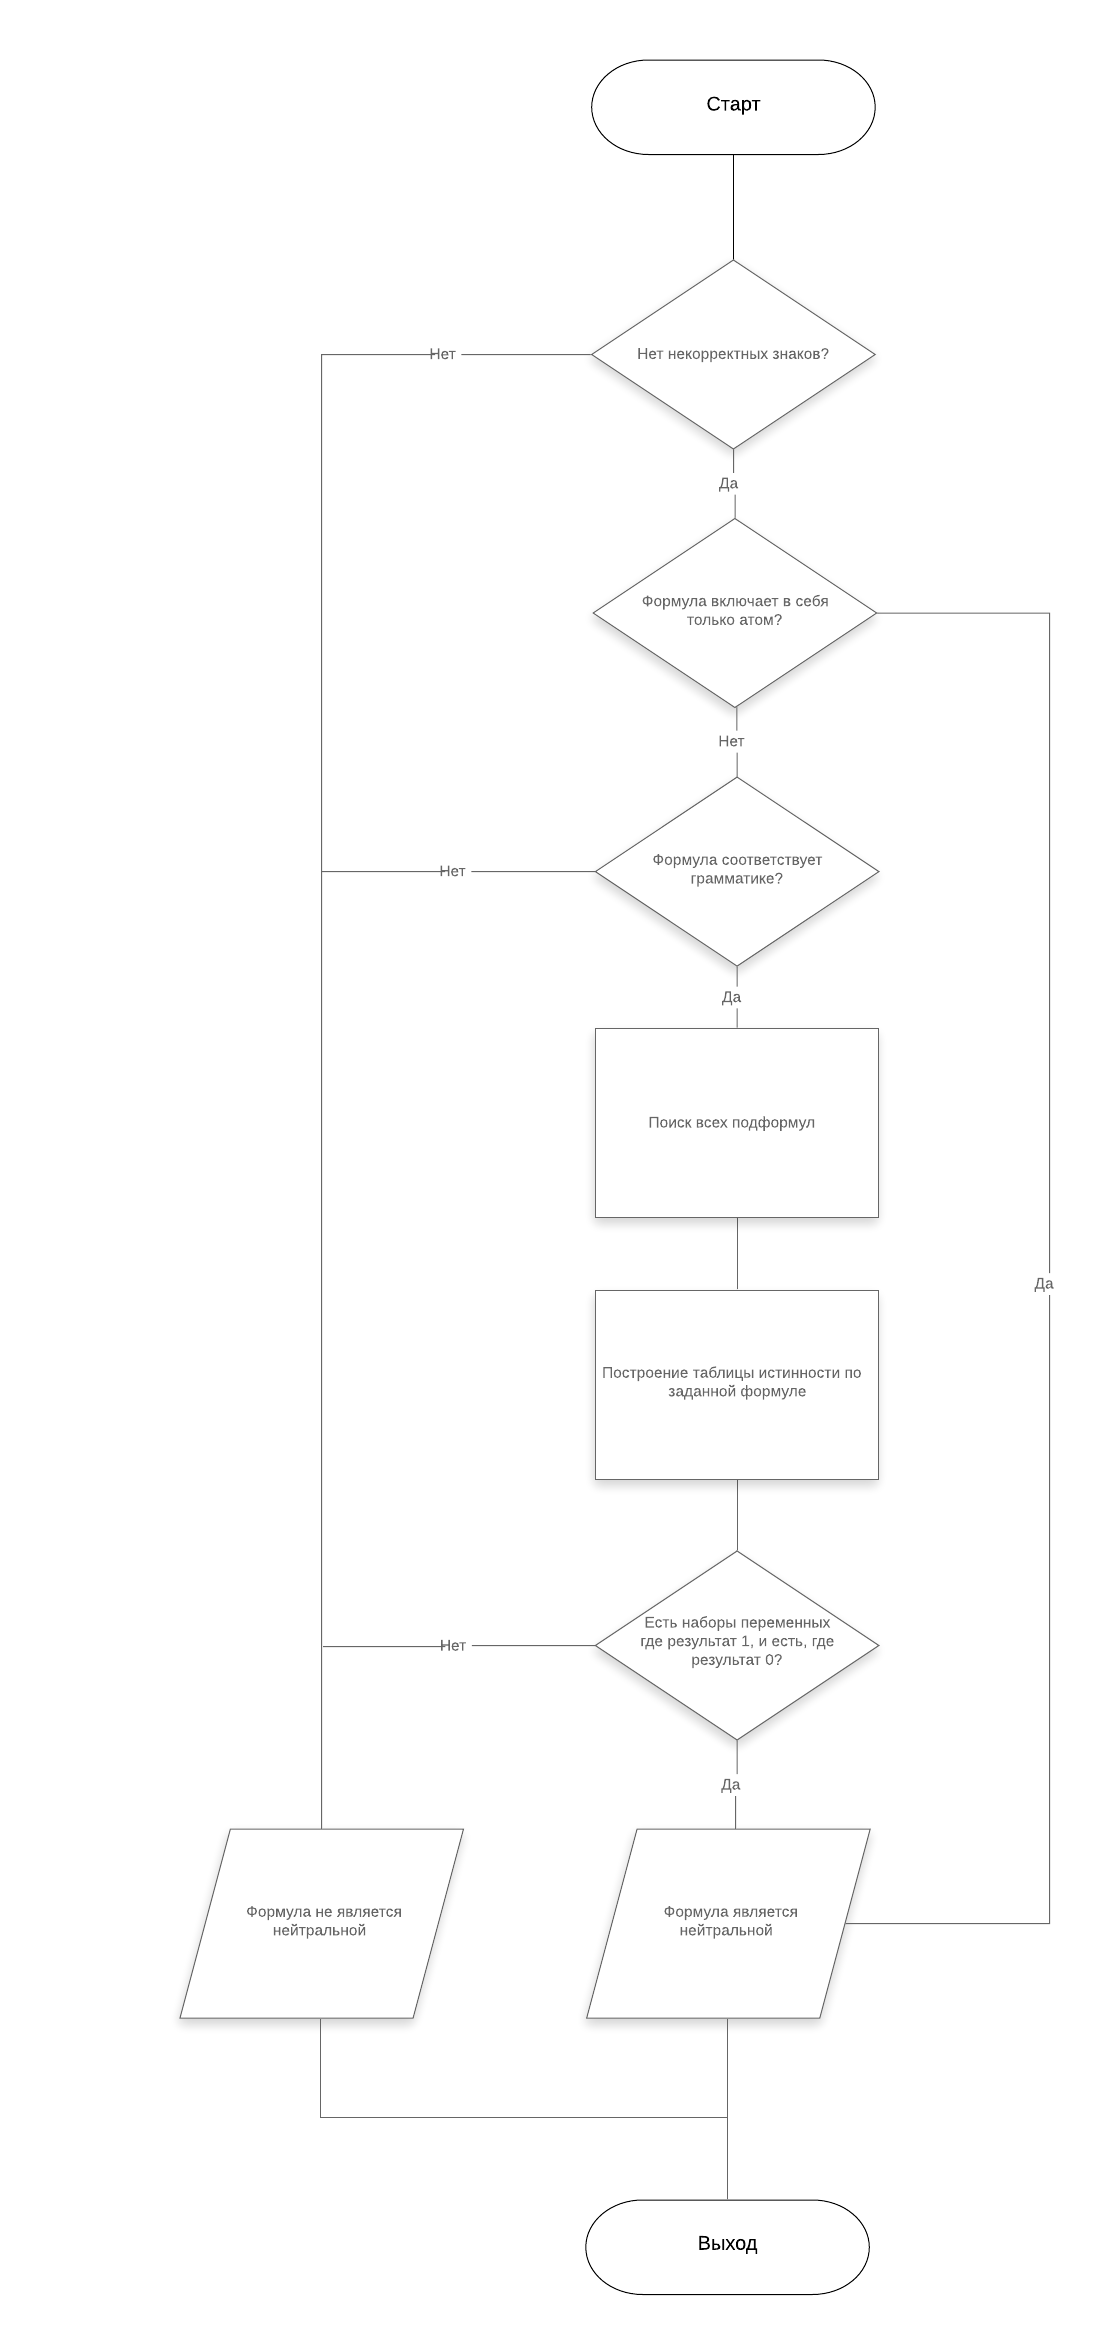 Старт
Нет некорректных знаков?
Нет
Да
Формула включает в себя
только атом?
Нет
Формула соответствует
грамматике?
Нет
Да
Поиск всех подформул
Да
Построение таблицы истинности по
заданной формуле
Есть наборы переменных
где результат 1, и есть, где
результат 0?
Нет
Да
Формула не является
нейтральной
Формула является
нейтральной
Выход